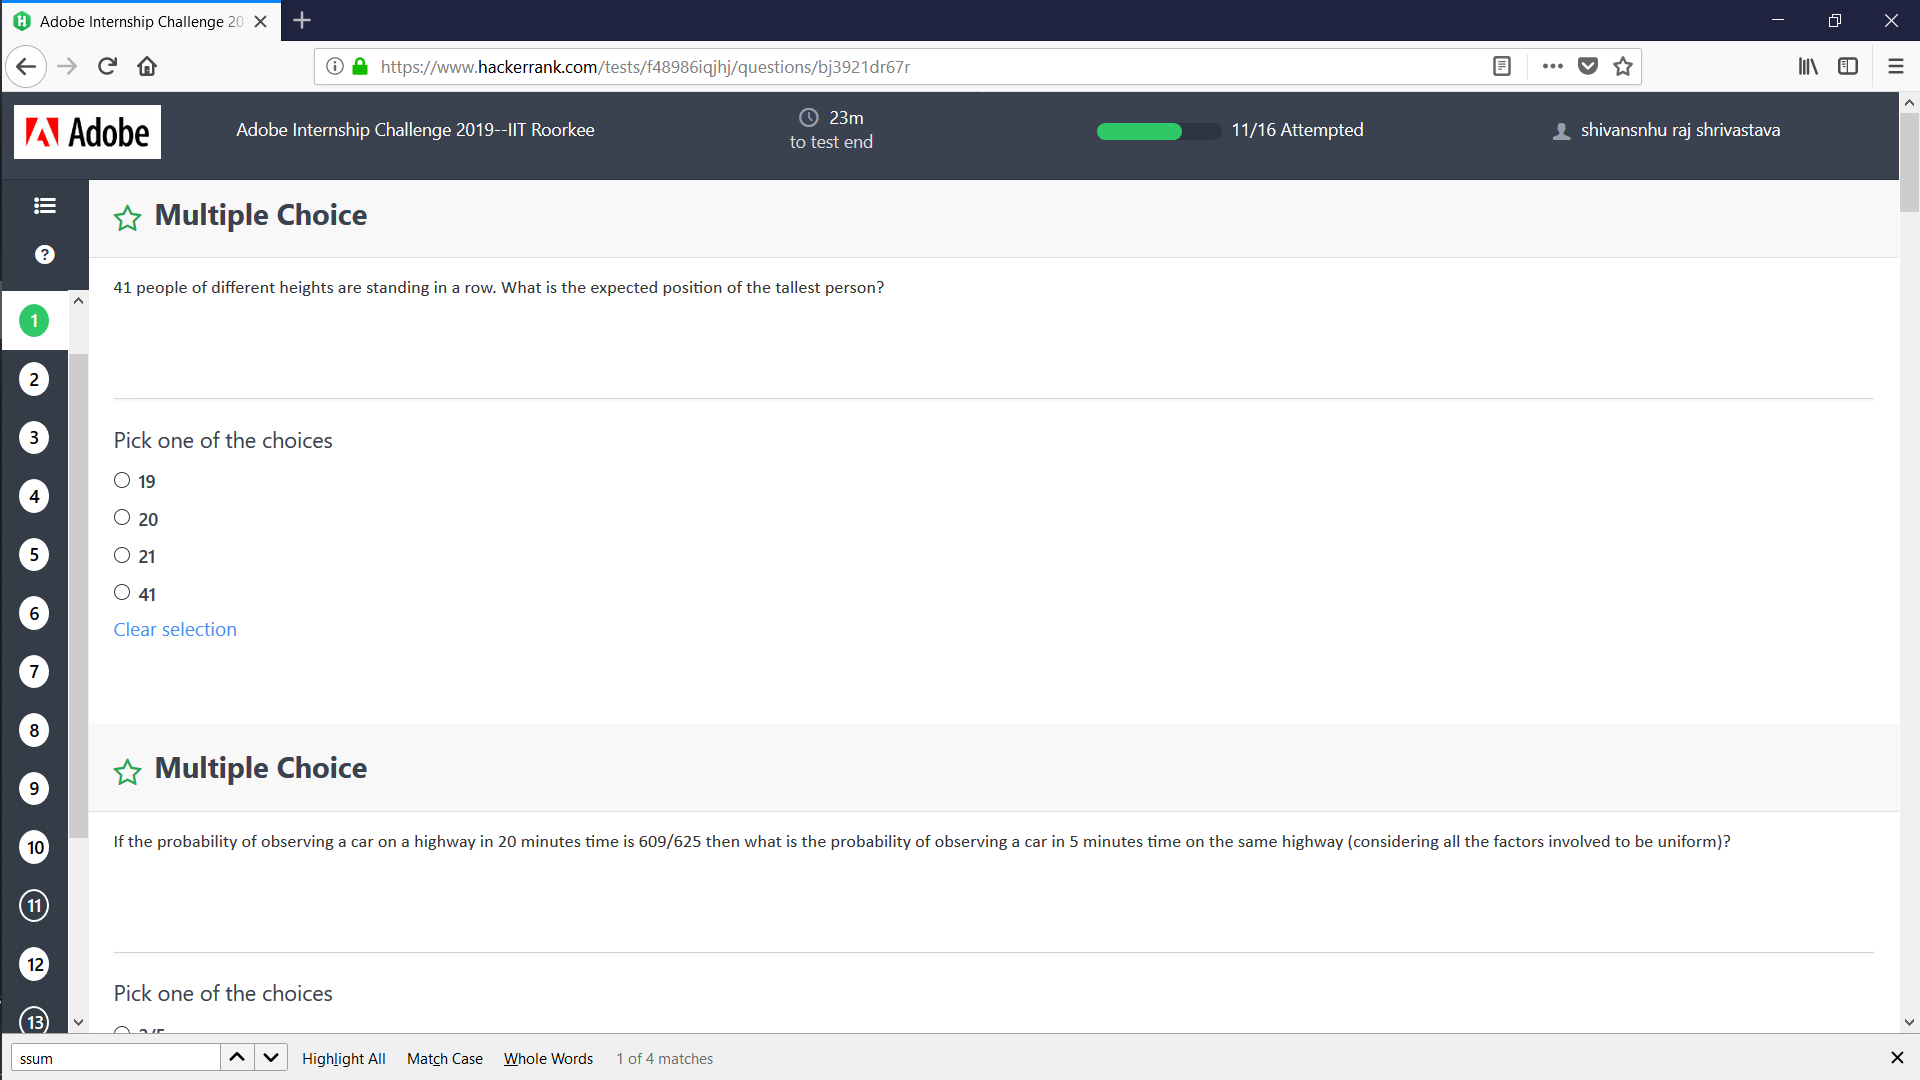 Adobe Internship Challenge 20
https://www.hackerrank.com/tests/f48986iqjhj/questions/bj3921dr67r
Adobe
Adobe Internship Challenge 2019--IIT Roorkee
23m
to test end
11/16 Attempted
shivansnhu raj shrivastava
?
1
2
3
4
5
6
7
8
9
10
11
12
13
Multiple Choice
41 people of different heights are standing in a row. What is the expected position of the tallest person?
Pick one of the choices
19
20
21
41
Clear selection
Multiple Choice
If the probability of observing a car on a highway in 20 minutes time is 609/625 then what is the probability of observing a car in 5 minutes time on the same highway (considering all the factors involved to be uniform)?
Pick one of the choices
ssum
Highlight All
Match Case
Whole Words
1 of 4 matches